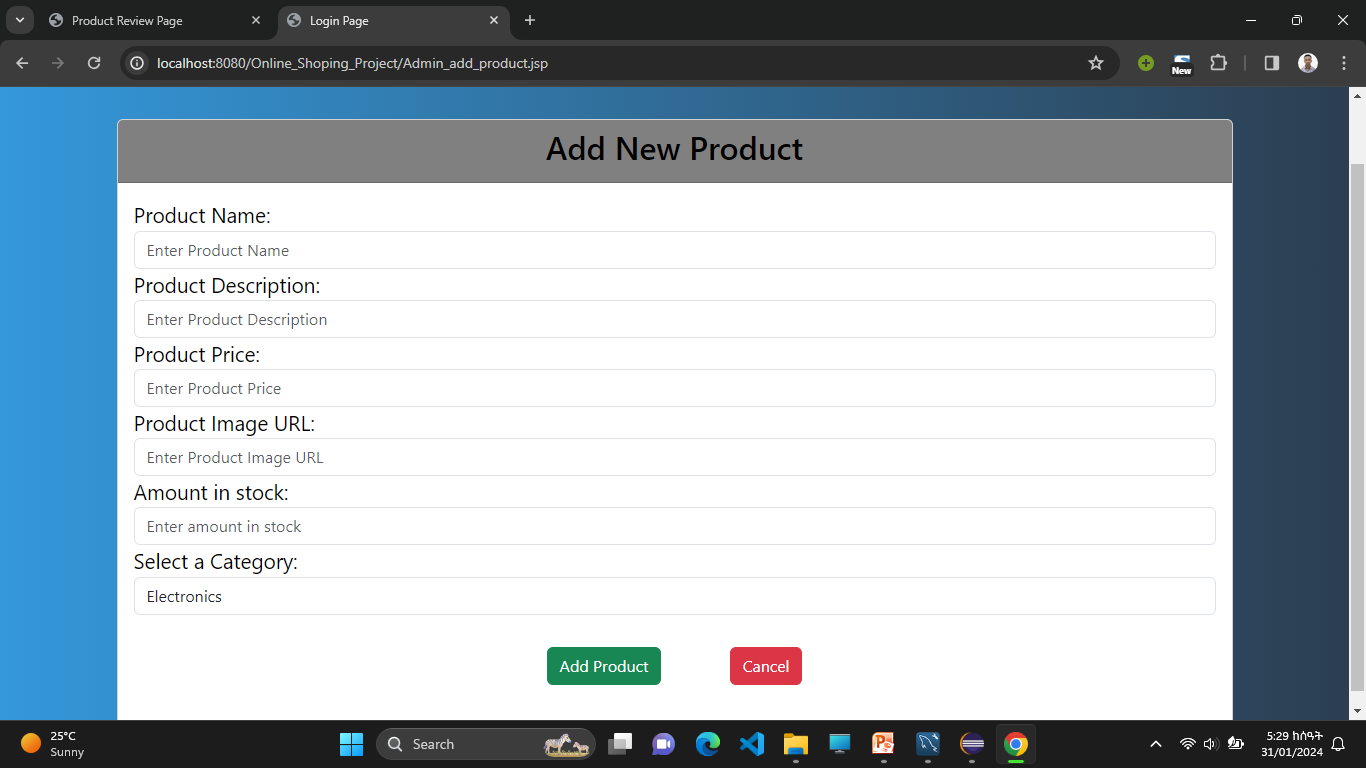 Product Review Page
Login Page
localhost:8080/Online_Shoping_Project/Admin_add_product.jsp
New
Add New Product
Product Name:
Enter Product Name
Product Description:
Enter Product Description
Product Price:
Enter Product Price
Product Image URL:
Enter Product Image URL
Amount in stock:
Enter amount in stock
Select a Category:
Electronics
Add Product Cancel
25°C
Sunny
Search
5:29 ከሰዓት
31/01/2024